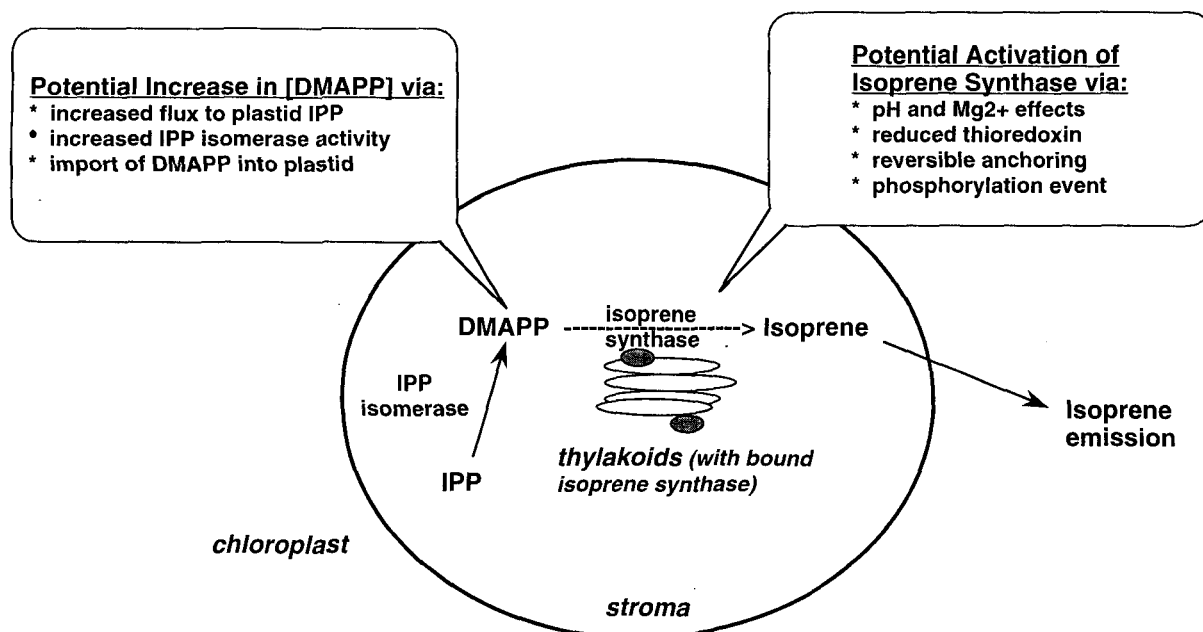 Potential Increase in [DMAPP] via:
* increased flux to plastid IPP
• increased IPP isomerase activity
* import of DMAPP into plastid
Potential Activation of
Isoprene Synthase via:
* pH and Mg2+ effects
* reduced thioredoxin
* reversible anchoring
* phosphorylation event
DMAPP
isoprene
synthase
-----> Isoprene
IPP
isomerase
IPP
thylakoids (with bound
isoprene synthase)
Isoprene
emission
chloroplast
stroma